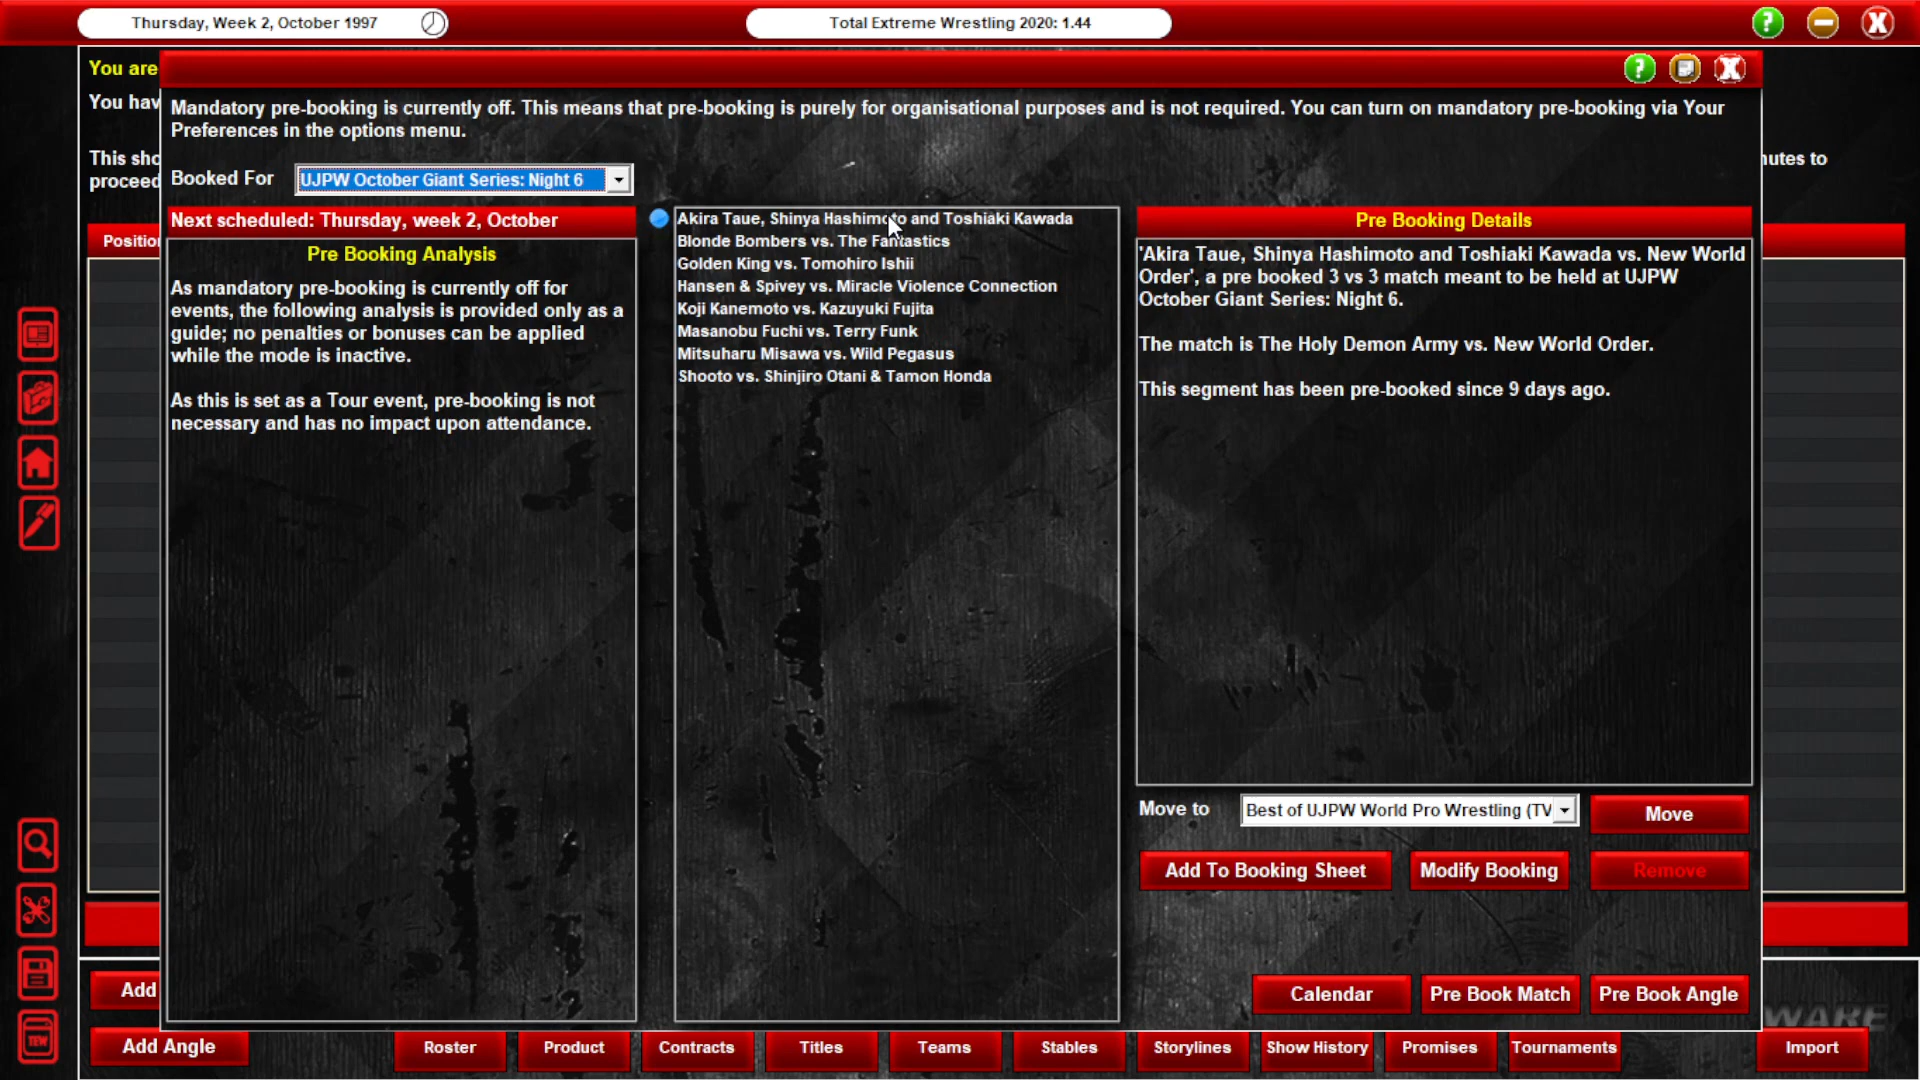 Thursday, Week 2, October 1997
Total Extreme Wrestling 2020: 1.44
You are
You hav
This sho
proceed
nutes to
Mandatory pre-booking is currently off. This means that pre-booking is purely for organisational purposes and is not required. You can turn on mandatory pre-booking via Your
Preferences in the options menu.
Booked For
UJPW October Giant Series: Night 6
Next scheduled: Thursday, week 2, October
Pre Booking Analysis
As mandatory pre-booking is currently off for
events, the following analysis is provided only as a
guide; no penalties or bonuses can be applied
while the mode is inactive.
As this is set as a Tour event, pre-booking is not
necessary and has no impact upon attendance.
Akira Taue, Shinya Hashimoto and Toshiaki Kawada
Blonde Bombers vs. The Fantastics
Golden King vs. Tomohiro Ishii
Hansen & Spivey vs. Miracle Violence Connection
Koji Kanemoto vs. Kazuyuki Fujita
Masanobu Fuchi vs. Terry Funk
Mitsuharu Misawa vs. Wild Pegasus
Shooto vs. Shinjiro Otani & Tamon Honda
Pre Booking Details
'Akira Taue, Shinya Hashimoto and Toshiaki Kawada vs. New World
Order', a pre booked 3 vs 3 match meant to be held at UJPW
October Giant Series: Night 6.
The match is The Holy Demon Army vs. New World Order.
This segment has been pre-booked since 9 days ago.
Positio
Move to
Best of UJPW World Pro Wrestling (TV
Move
Add To Booking Sheet
Modify Booking
Remove
Calendar
Pre Book Match
Pre Book Angle
Add
Add Angle
Roster
Product
Contracts
Titles
Teams
Stables
Storylines
Show History
Promises
Tournaments
Import
WARE
TEW